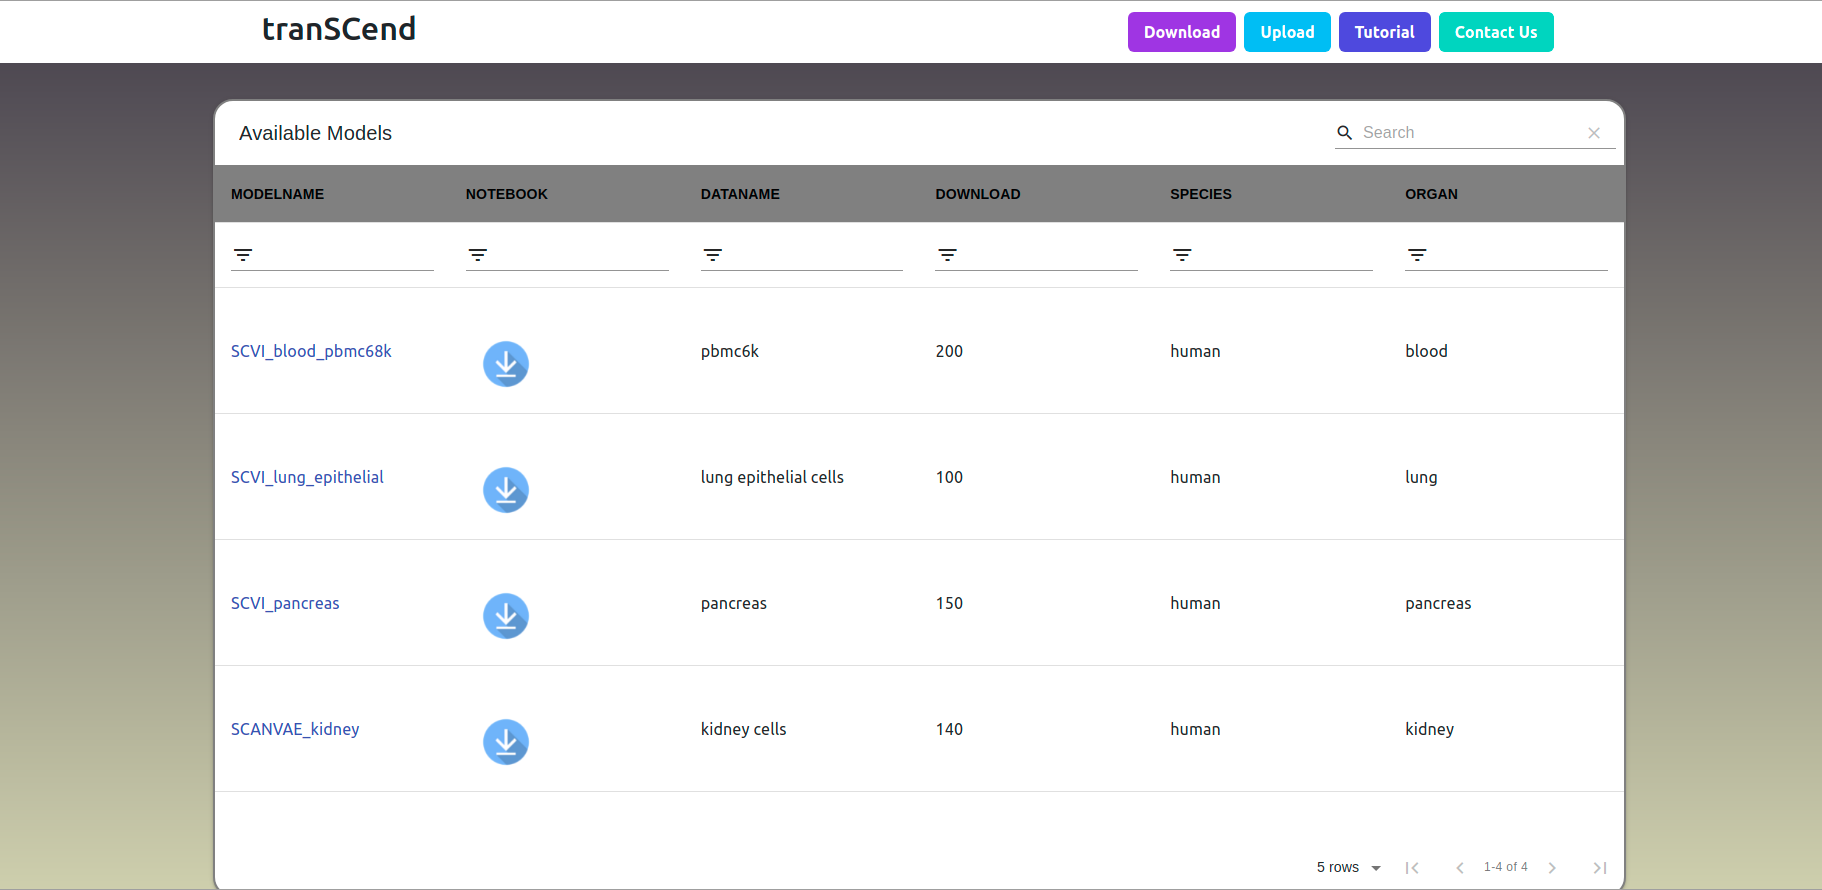 tranSCend
Download Upload Tutorial Contact Us
Available Models
Search
MODELNAME NOTEBOOK DATANAME DOWNLOAD SPECIES ORGAN
SCVI_blood_pbmc68k pbmc6k 200 human blood
SCVI_lung_epithelial lung epithelial cells 100 human lung
SCVI_pancreas pancreas 150 human pancreas
SCANVAE_kidney kidney cells 140 human kidney
5 rows 1-4 of 4